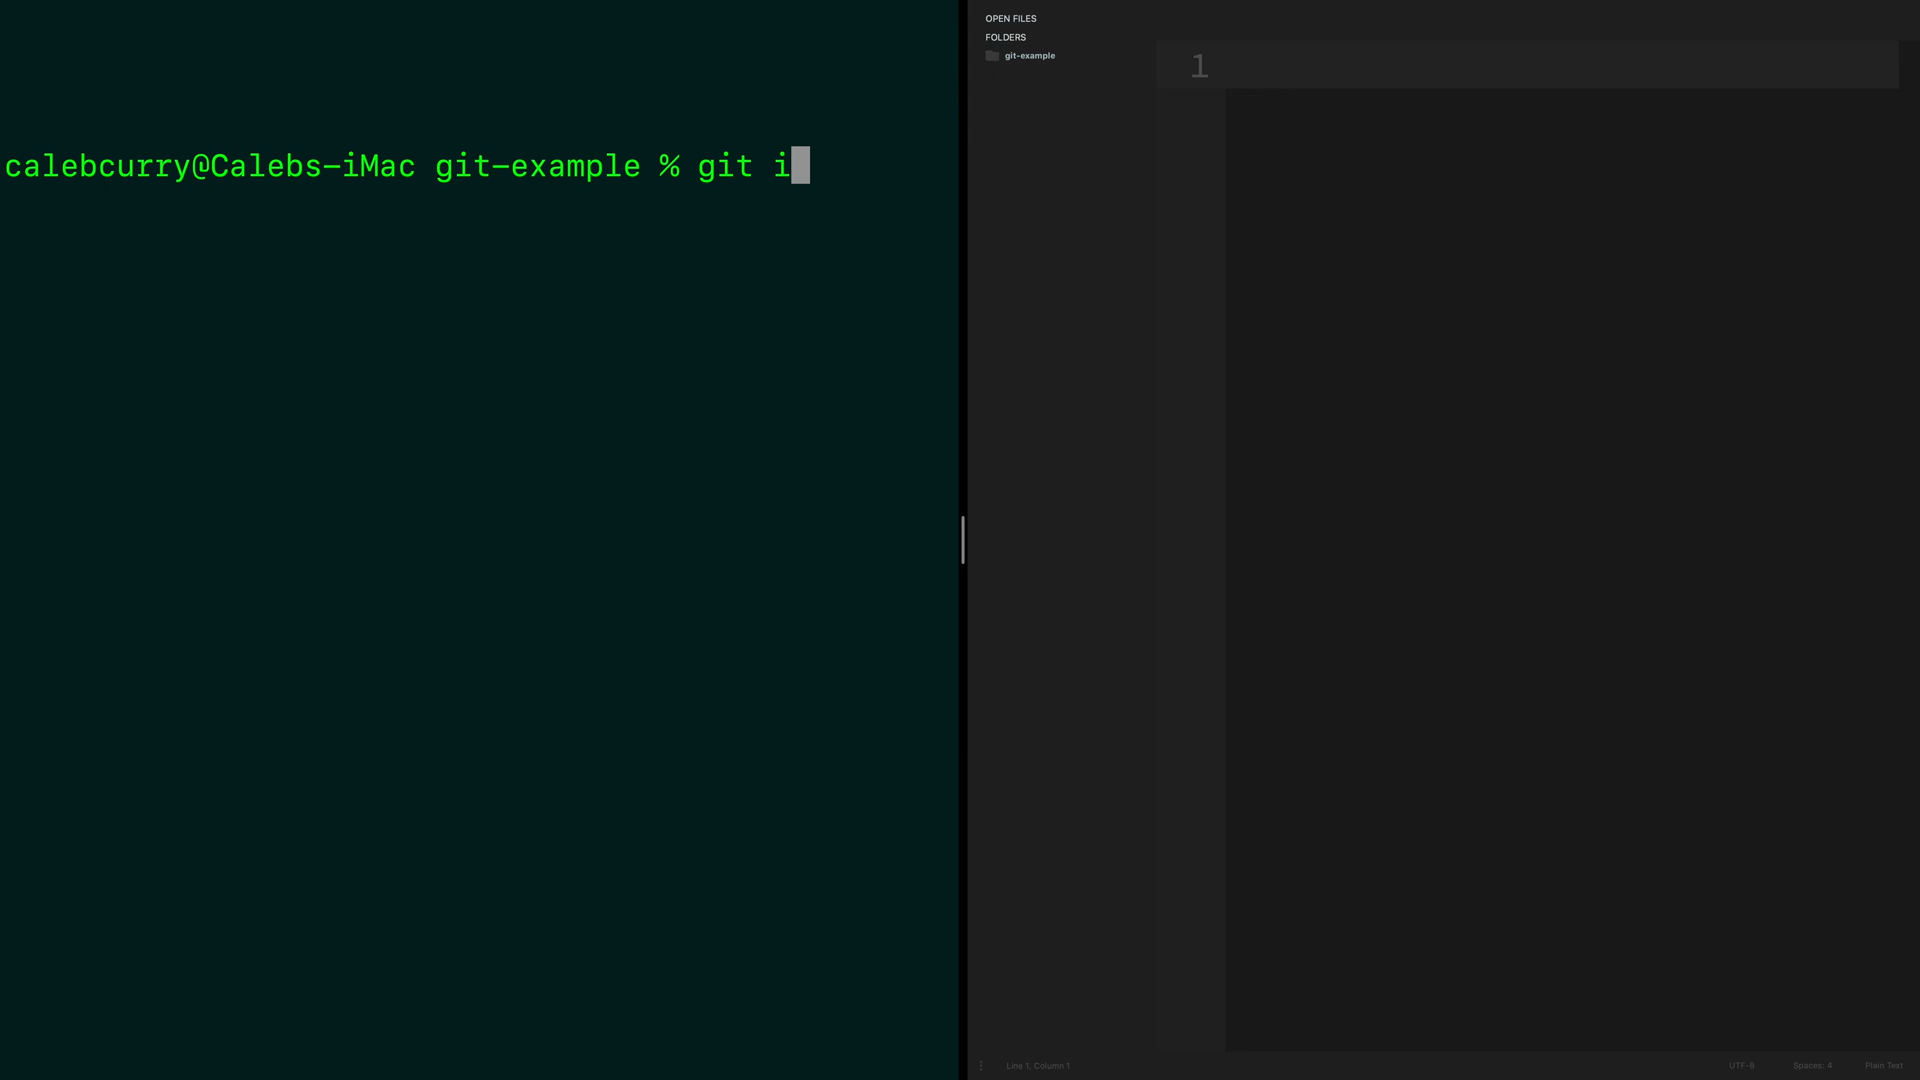 calebcurry@Calebs-iMac git-example % git i
OPEN FILES
FOLDERS
git-example
1
Line 1, Column 1
UTF-8
Spaces: 4
Plain Text